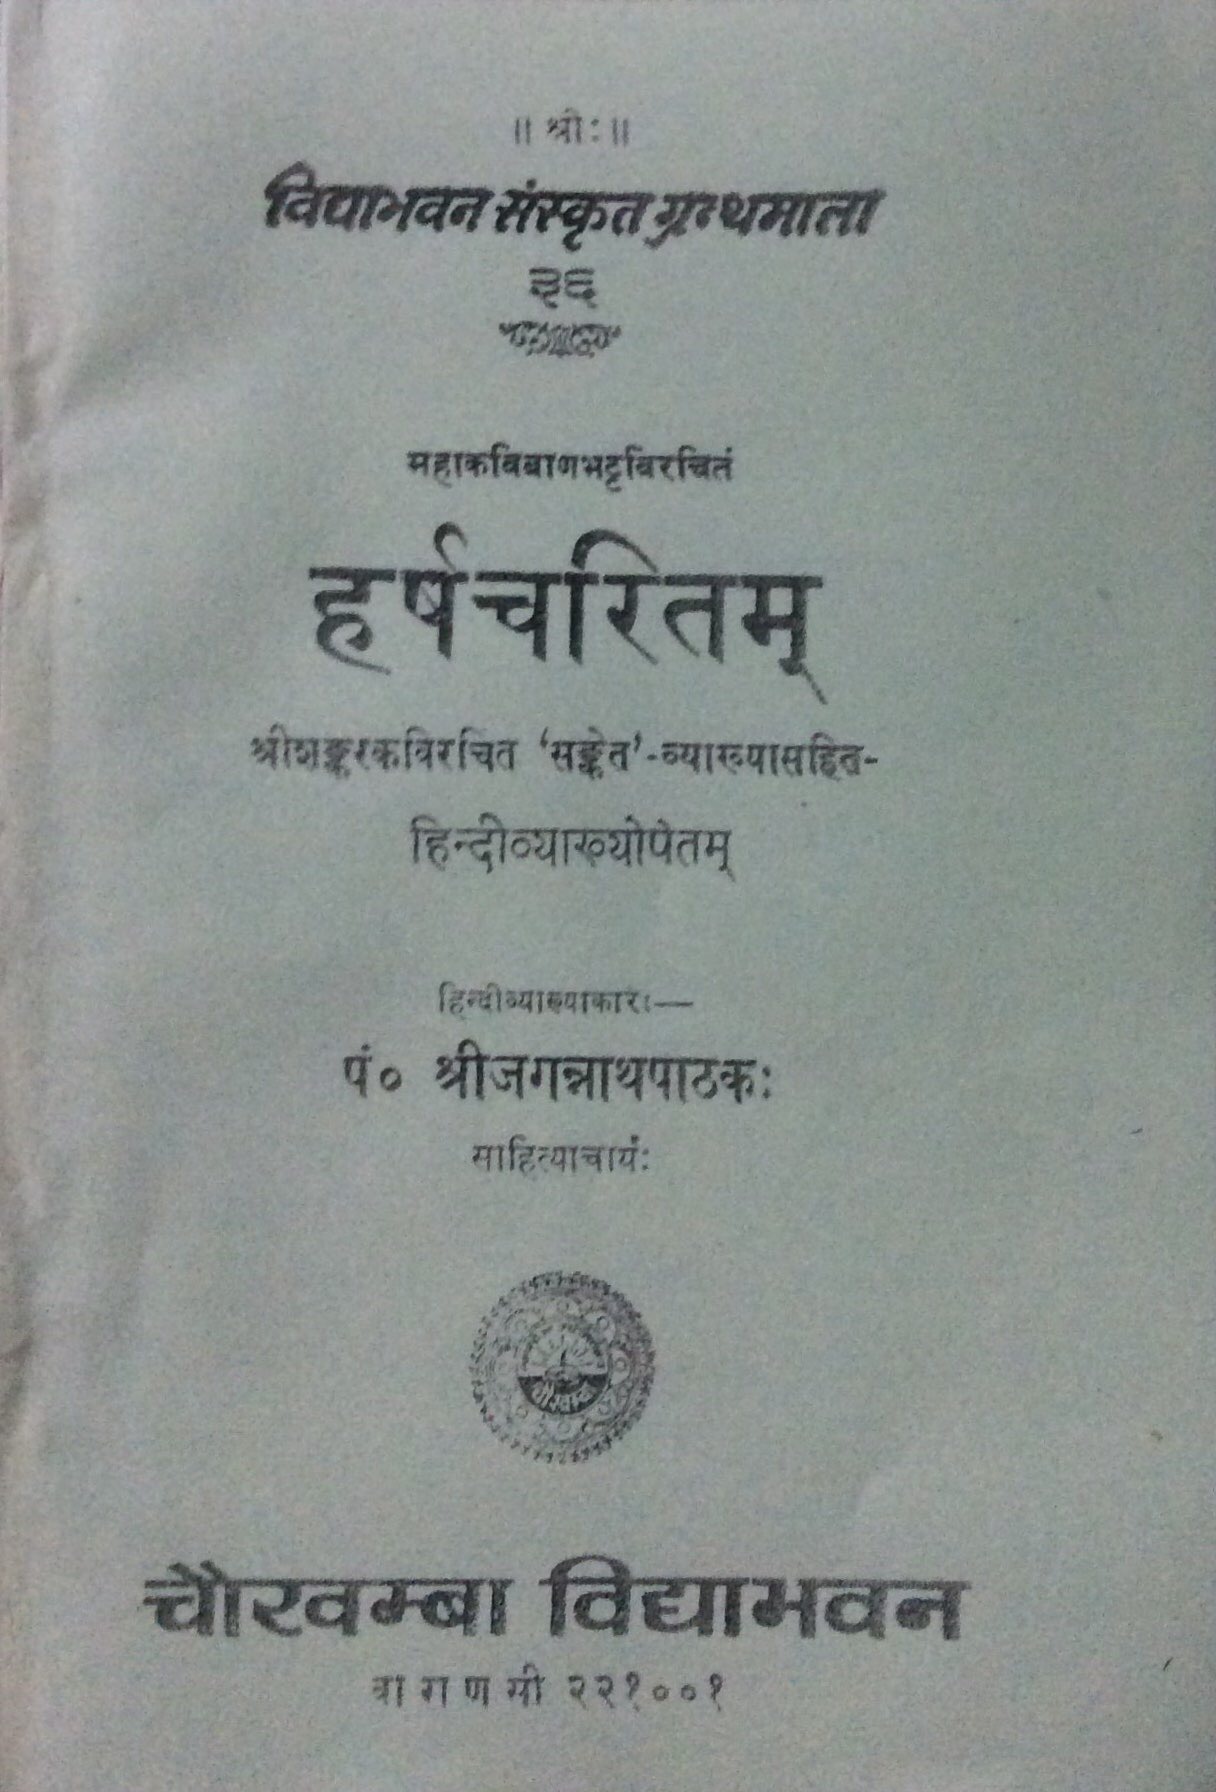 ॥ श्रीः ॥
विद्याभवन संस्कृत ग्रन्थमाला
३६
महाकविबाणभट्टविरचितं
हर्षचरितम्
श्रीशङ्करकविरचित ‘सङ्केत’-व्याख्यासहित-
हिन्दीव्याख्योपेतम्
हिन्दीव्याख्याकारः—
पं० श्रीजगन्नाथपाठकः
साहित्याचार्यः
चौखम्बा विद्याभवन
वाराणसी २२१००१